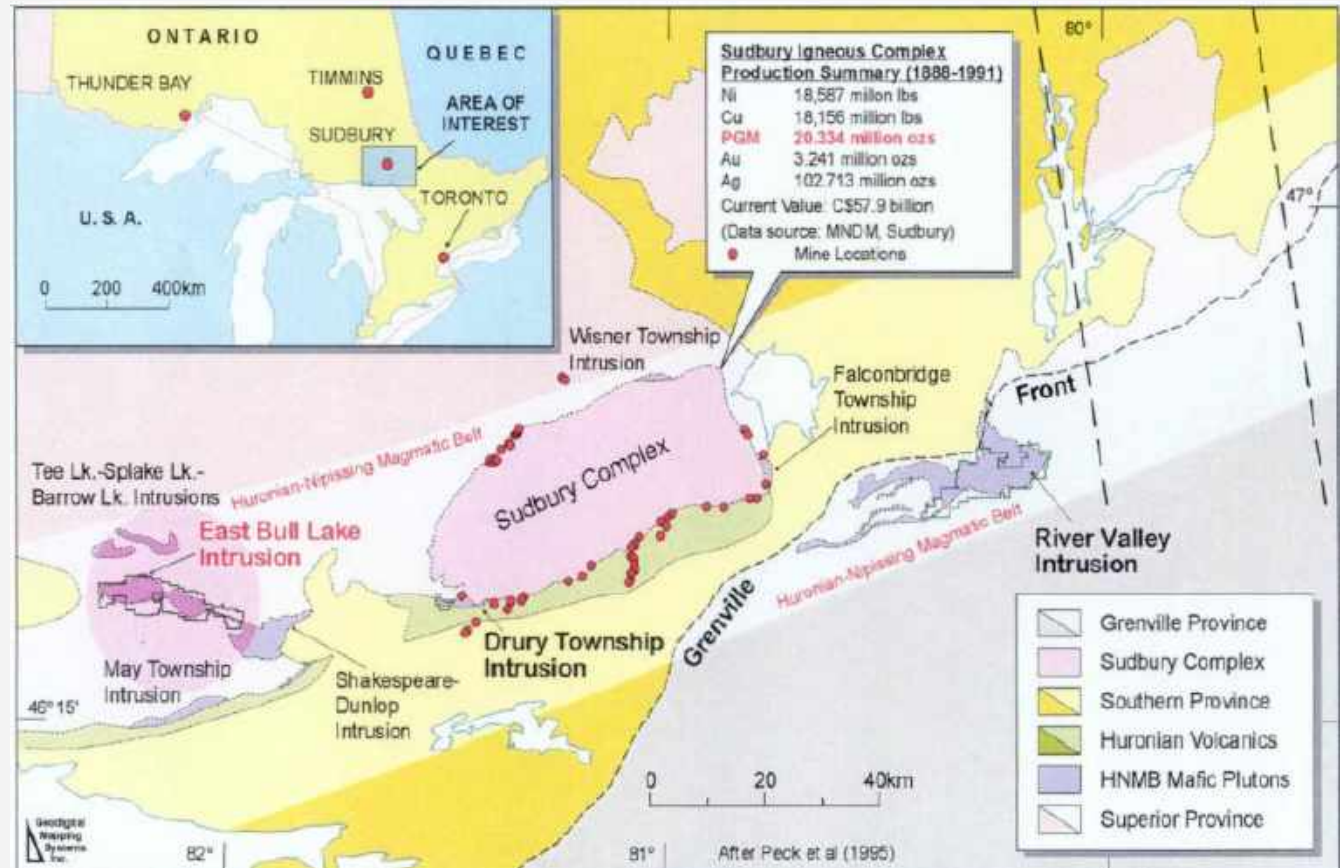 ONTARIO
QUEBEC
THUNDER BAY
TIMMINS
AREA OF
INTEREST
SUDBURY
U. S. A.
TORONTO
0 200 400km
Sudbury Igneous Complex
Production Summary (1888-1991)
Ni 18,587 millon lbs
Cu 18,156 million lbs
PGM 20.334 million ozs
Au 3.241 million ozs
Ag 102.713 million ozs
Current Value: C$57.9 billion
(Data source: MNDM, Sudbury)
Mine Locations
80°
47°
Wisner Township
Intrusion
Falconbridge
Township
Intrusion
Front
Huronian-Nipissing Magmatic Belt
Sudbury Complex
Tee Lk.-Splake Lk.-
Barrow Lk. Intrusions
East Bull Lake
Intrusion
River Valley
Intrusion
Huronian-Nipissing Magmatic Belt
Grenville
Drury Township
Intrusion
May Township
Intrusion
Shakespeare-
Dunlop
Intrusion
46° 15'
0 20 40km
Grenville Province
Sudbury Complex
Southern Province
Huronian Volcanics
HNMB Mafic Plutons
Superior Province
Geodigital
Mapping
Systems
Inc.
82°
81°
After Peck et al (1995)